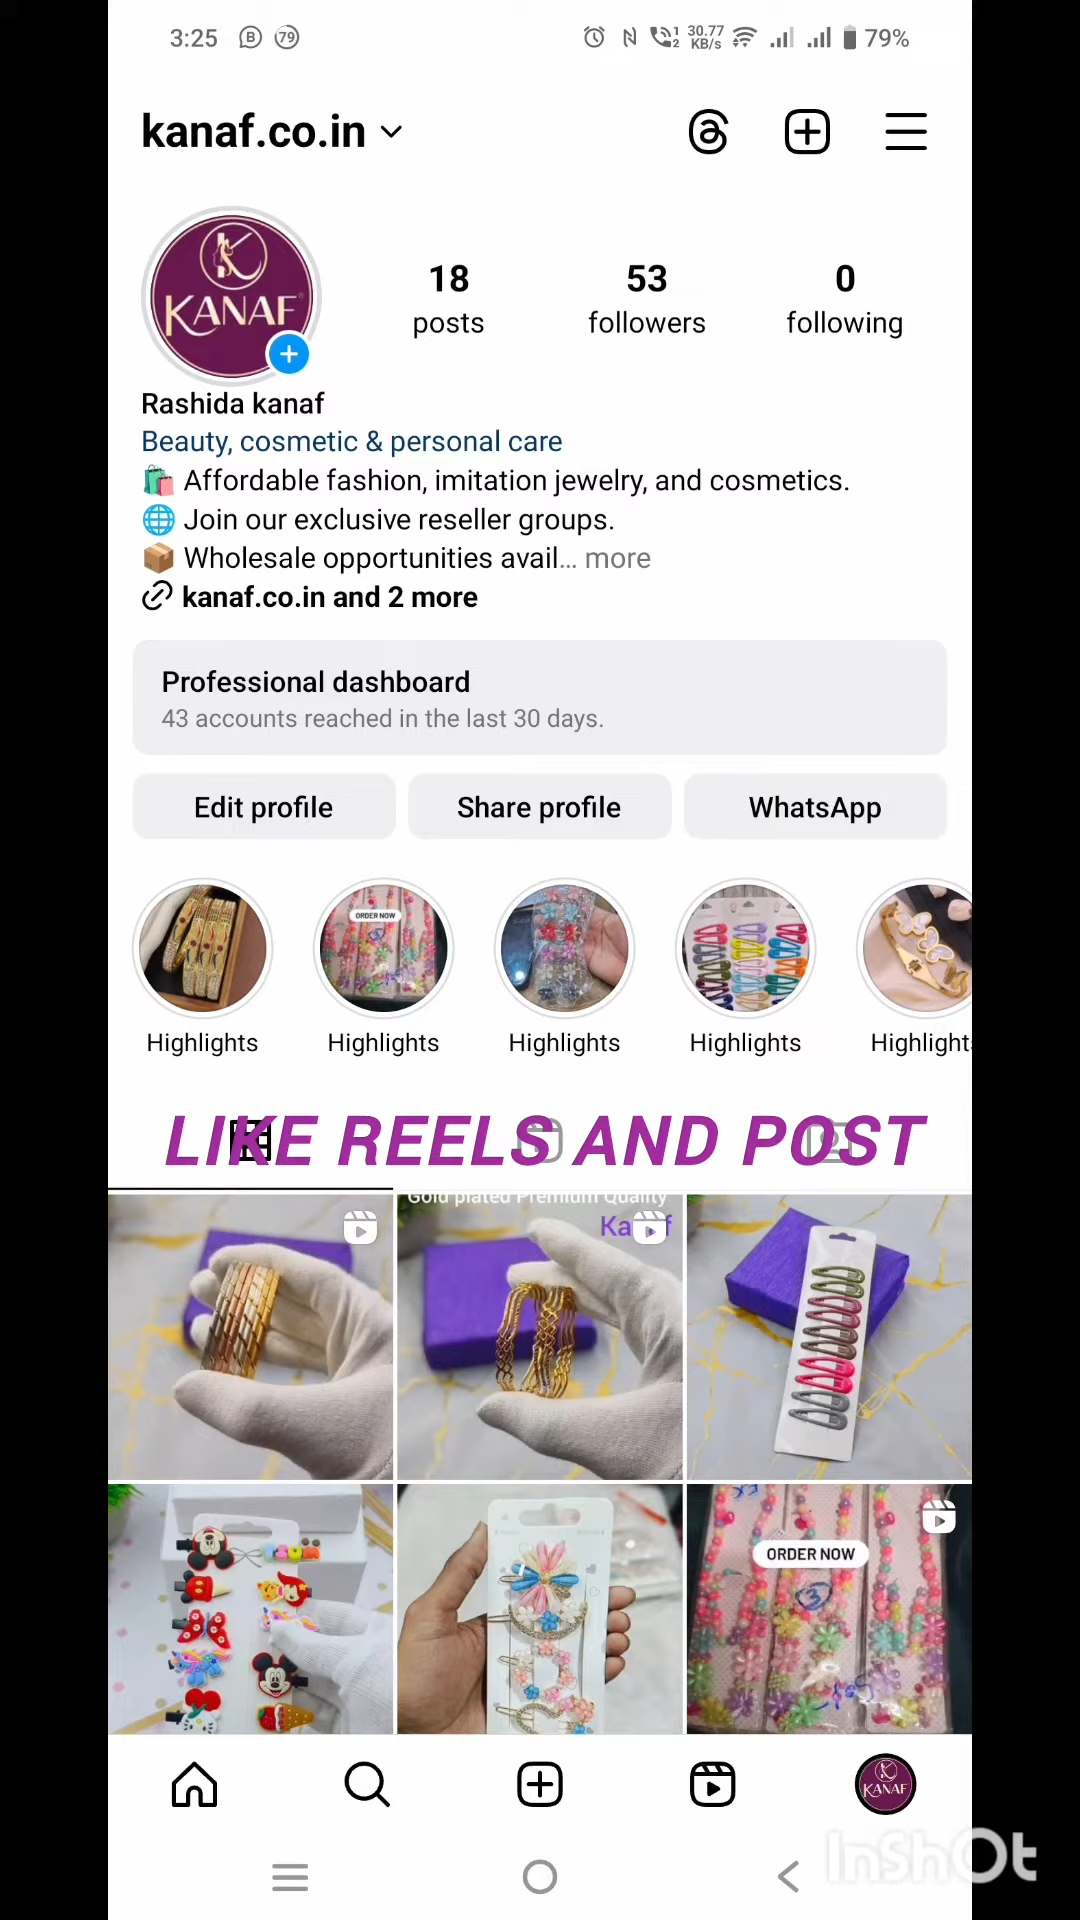 3:25 B 79 30.77 KB/s 79%
kanaf.co.in
K
KANAF
18 53 0
posts followers following
Rashida kanaf
Beauty, cosmetic & personal care
🛍️ Affordable fashion, imitation jewelry, and cosmetics.
🌐 Join our exclusive reseller groups.
📦 Wholesale opportunities avail... more
kanaf.co.in and 2 more
Professional dashboard
43 accounts reached in the last 30 days.
Edit profile Share profile WhatsApp
ORDER NOW
Highlights Highlights Highlights Highlights Highlights
LIKE REELS AND POST
Gold plated Premium Quality
ORDER NOW
3
KANAF
InShOt